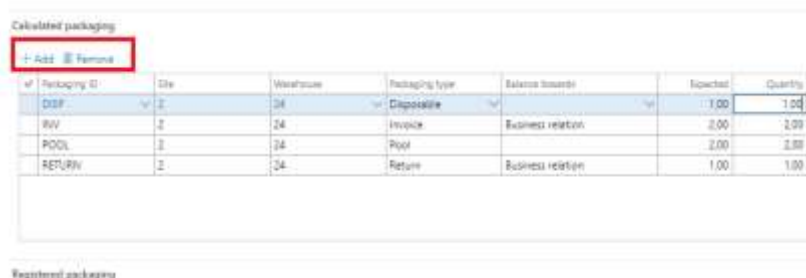 Calculated packaging
+ Add Remove
Packaging ID Site Warehouse Packaging type Balance towards Expected Quantity
DISP 2 24 Disposable 1,00 1,00
INV 2 24 Invoice Business relation 2,00 2,00
POOL 2 24 Pool 2,00 2,00
RETURN 2 24 Return Business relation 1,00 1,00
Registered packaging